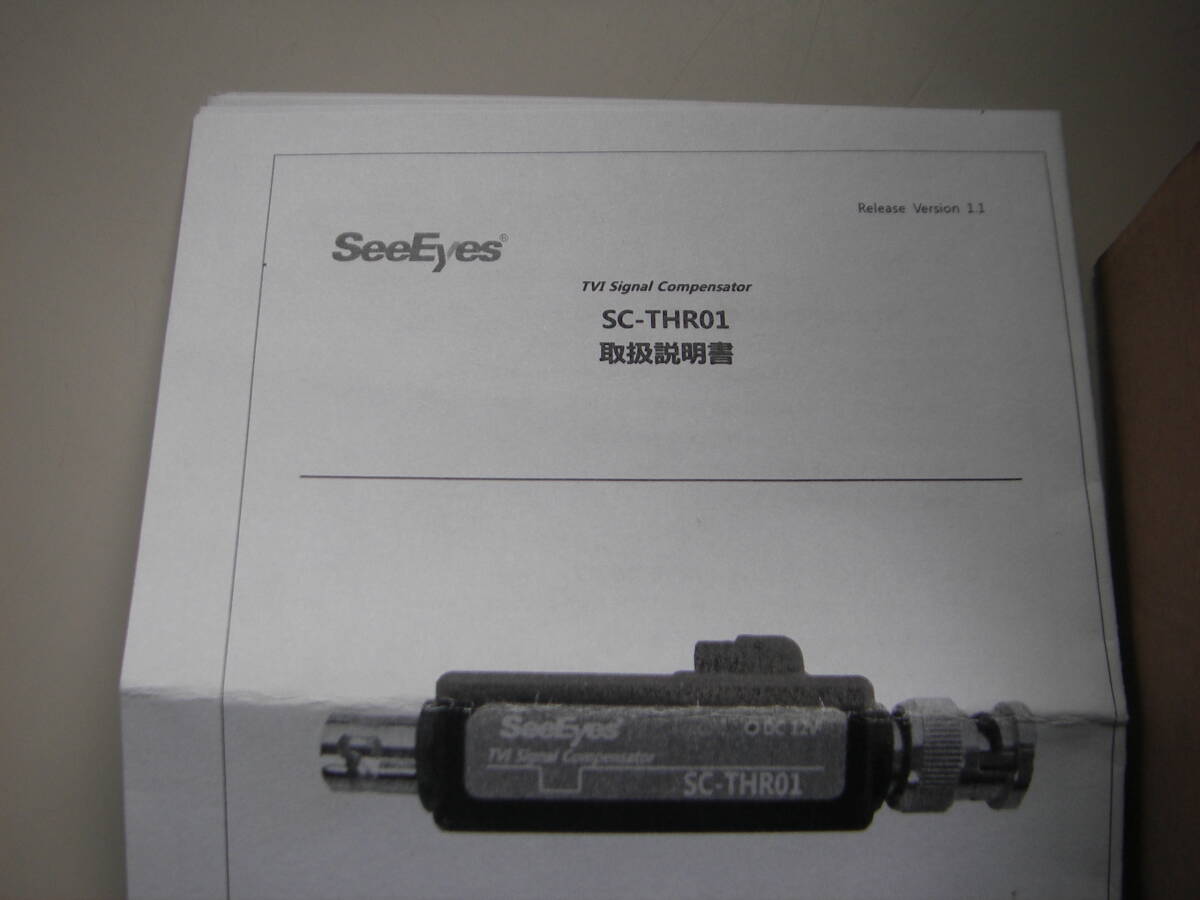 Release Version 1.1
SeeEyes®
TVI Signal Compensator
SC-THR01
取扱説明書
SeeEyes®
DC 12V
TVI Signal Compensator
SC-THR01